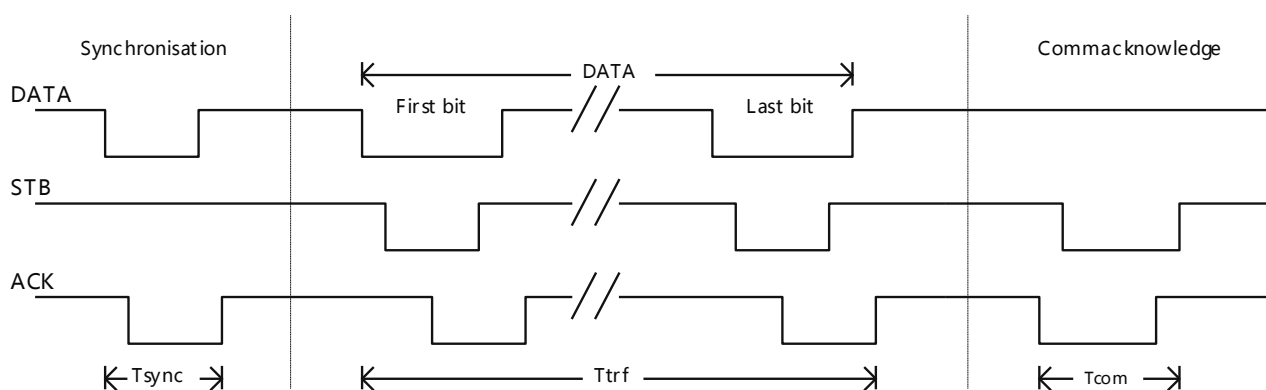 Synchronisation
Commacknowledge
DATA
DATA
First bit
Last bit
STB
ACK
Tsync
Ttrf
Tcom